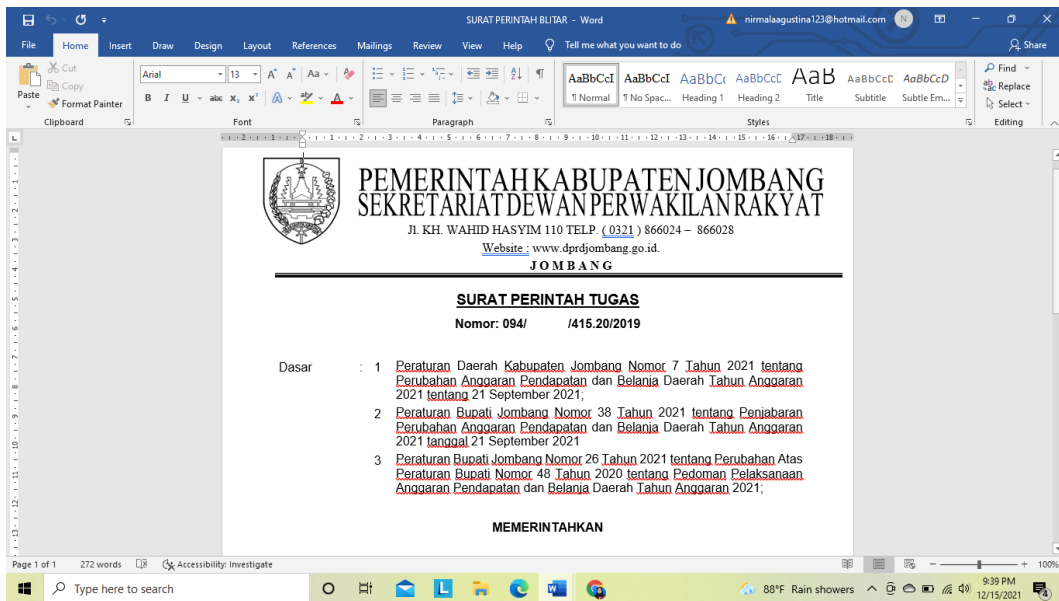 SURAT PERINTAH BLITAR - Word
nirmalaagustina123@hotmail.com
N
File Home Insert Draw Design Layout References Mailings Review View Help Tell me what you want to do Share
Paste
Cut
Copy
Format Painter
Clipboard
Arial 13
Font
Paragraph
AaBbCcI AaBbCcI AaBbCc AaBbCcC AaB AaBbCcC AaBbCcD
¶ Normal ¶ No Spac... Heading 1 Heading 2 Title Subtitle Subtle Em...
Styles
Find
Replace
Select
Editing
PEMERINTAH KABUPATEN JOMBANG
SEKRETARIAT DEWAN PERWAKILAN RAKYAT
Jl. KH. WAHID HASYIM 110 TELP. ( 0321 ) 866024 – 866028
Website : www.dprdjombang.go.id.
J O M B A N G
SURAT PERINTAH TUGAS
Nomor: 094/ /415.20/2019
Dasar : 1 Peraturan Daerah Kabupaten Jombang Nomor 7 Tahun 2021 tentang
Perubahan Anggaran Pendapatan dan Belanja Daerah Tahun Anggaran
2021 tentang 21 September 2021;
2 Peraturan Bupati Jombang Nomor 38 Tahun 2021 tentang Penjabaran
Perubahan Anggaran Pendapatan dan Belanja Daerah Tahun Anggaran
2021 tanggal 21 September 2021
3 Peraturan Bupati Jombang Nomor 26 Tahun 2021 tentang Perubahan Atas
Peraturan Bupati Nomor 48 Tahun 2020 tentang Pedoman Pelaksanaan
Anggaran Pendapatan dan Belanja Daerah Tahun Anggaran 2021;
MEMERINTAHKAN
Page 1 of 1 272 words Accessibility: Investigate 100%
Type here to search
88°F Rain showers
9:39 PM
12/15/2021